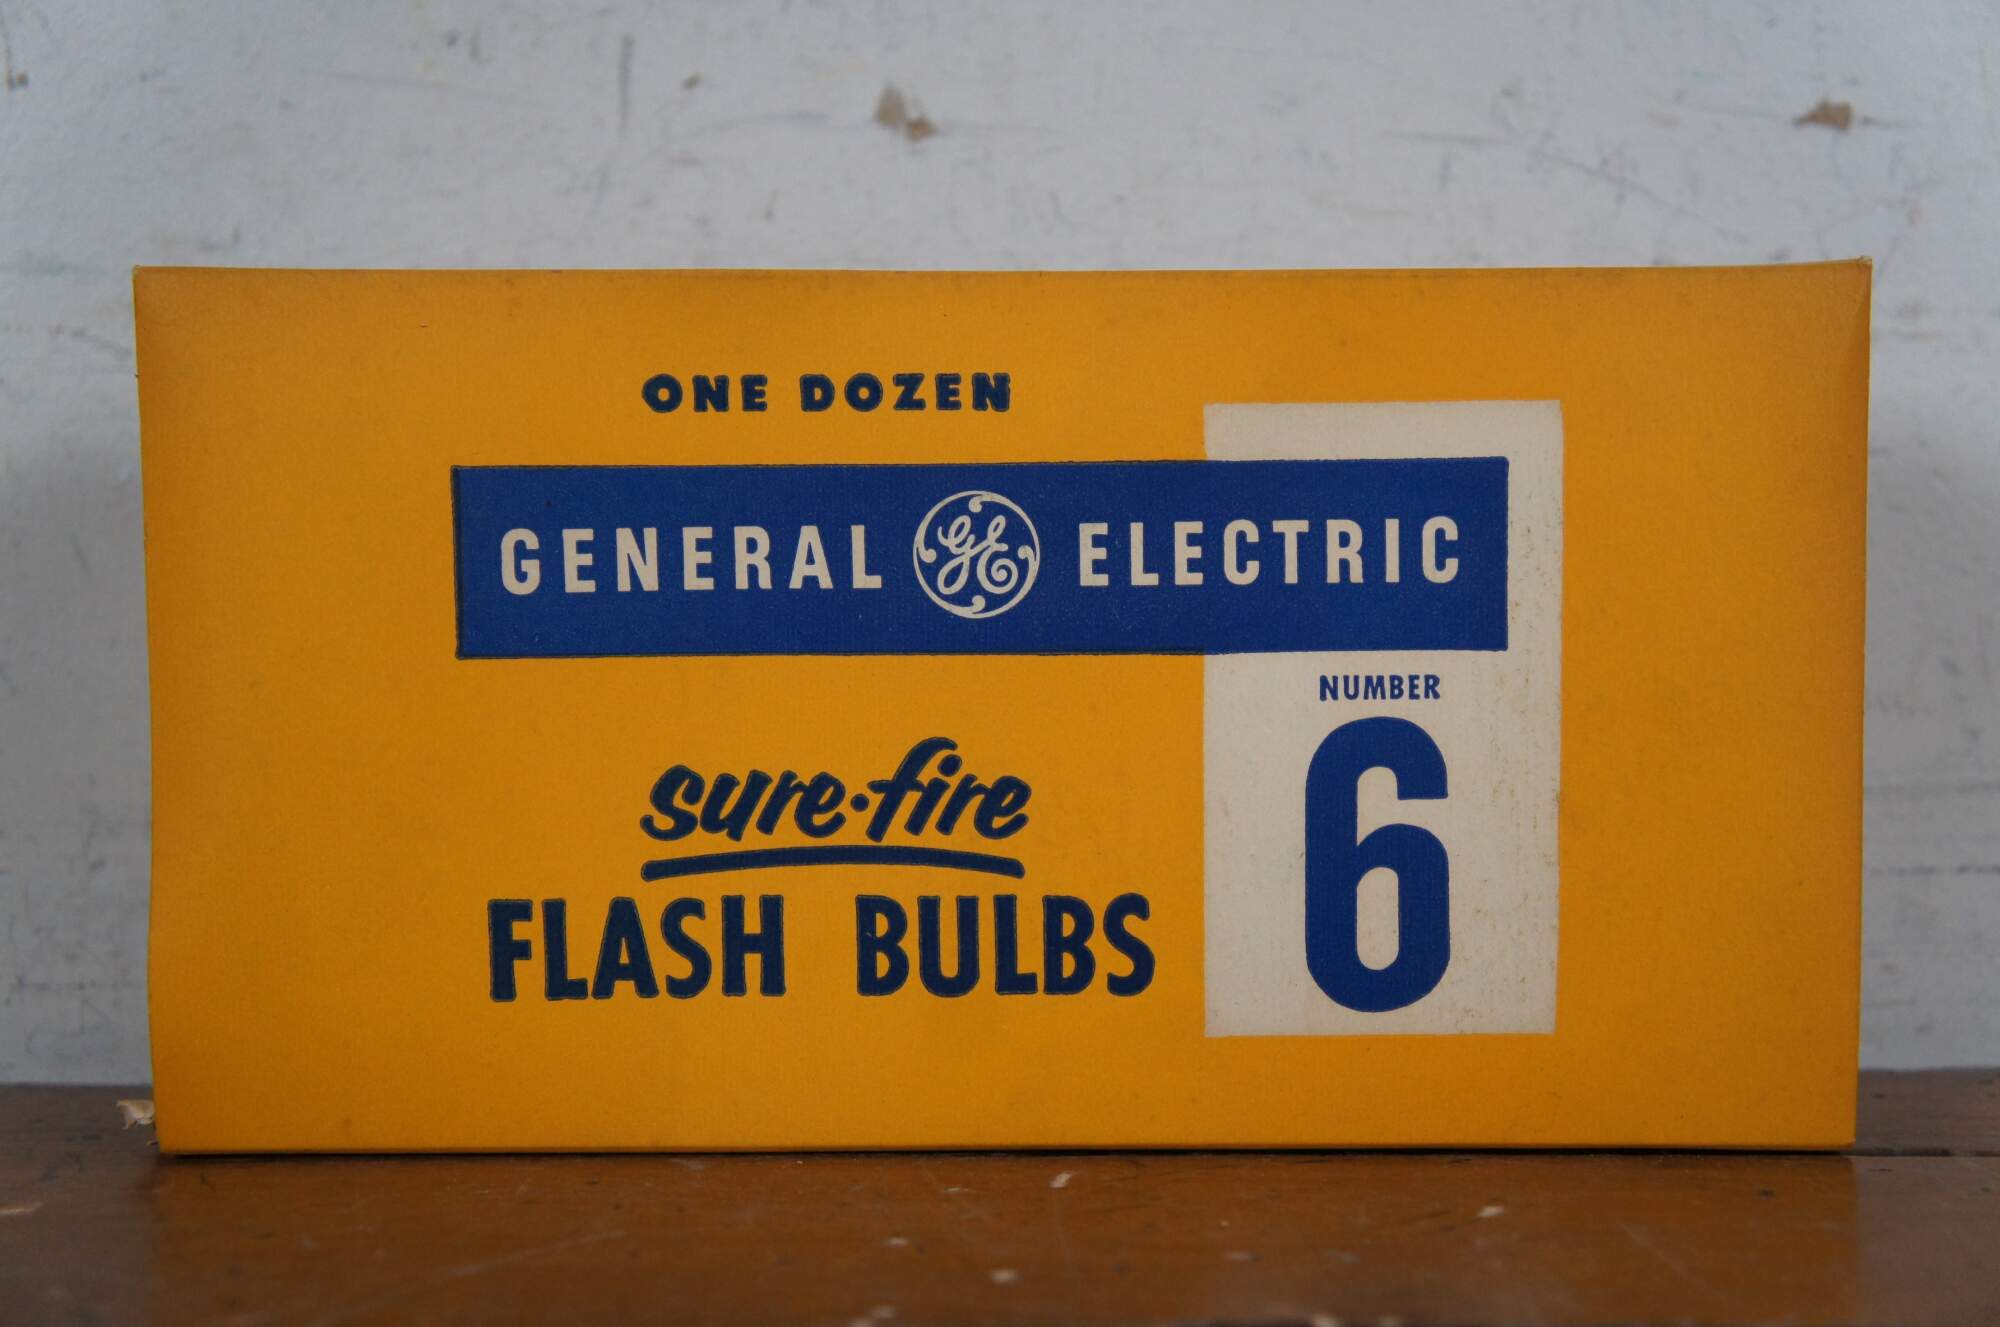 ONE DOZEN
GENERAL GE ELECTRIC
NUMBER
6
sure-fire
FLASH BULBS